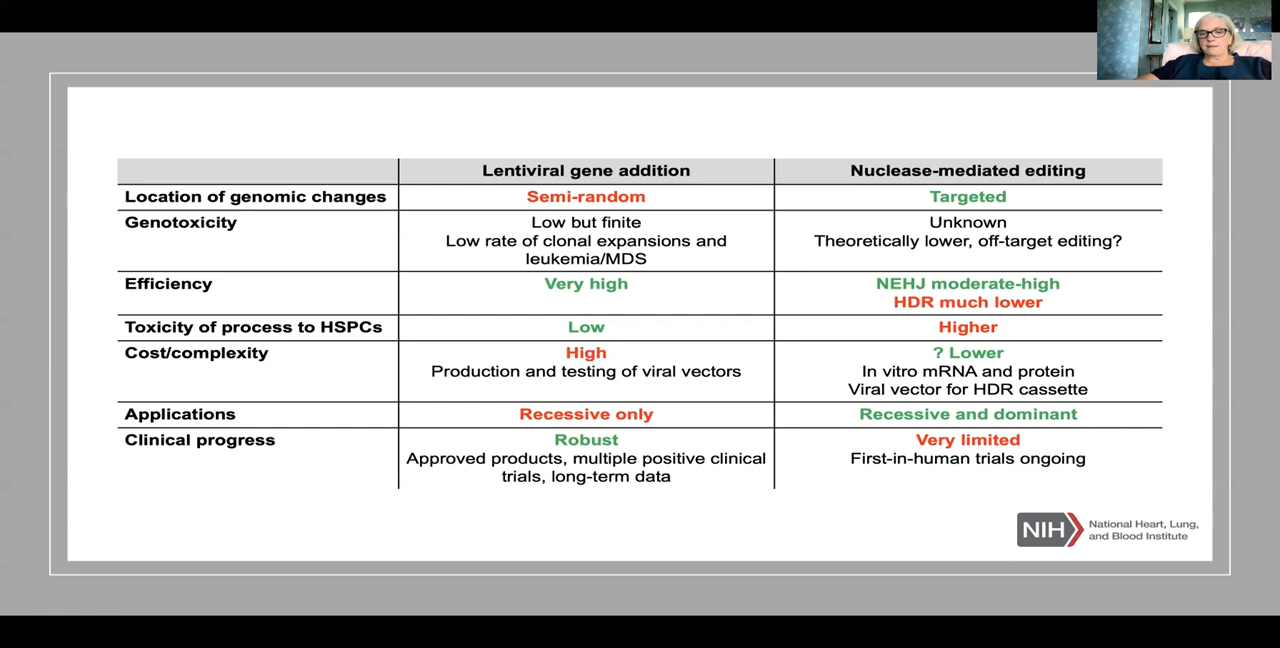 Lentiviral gene addition
Nuclease-mediated editing
Location of genomic changes
Semi-random
Targeted
Genotoxicity
Low but finite
Low rate of clonal expansions and
leukemia/MDS
Unknown
Theoretically lower, off-target editing?
Efficiency
Very high
NEHJ moderate-high
HDR much lower
Toxicity of process to HSPCs
Low
Higher
Cost/complexity
High
Production and testing of viral vectors
? Lower
In vitro mRNA and protein
Viral vector for HDR cassette
Applications
Recessive only
Recessive and dominant
Clinical progress
Robust
Approved products, multiple positive clinical
trials, long-term data
Very limited
First-in-human trials ongoing
NIH
National Heart, Lung,
and Blood Institute